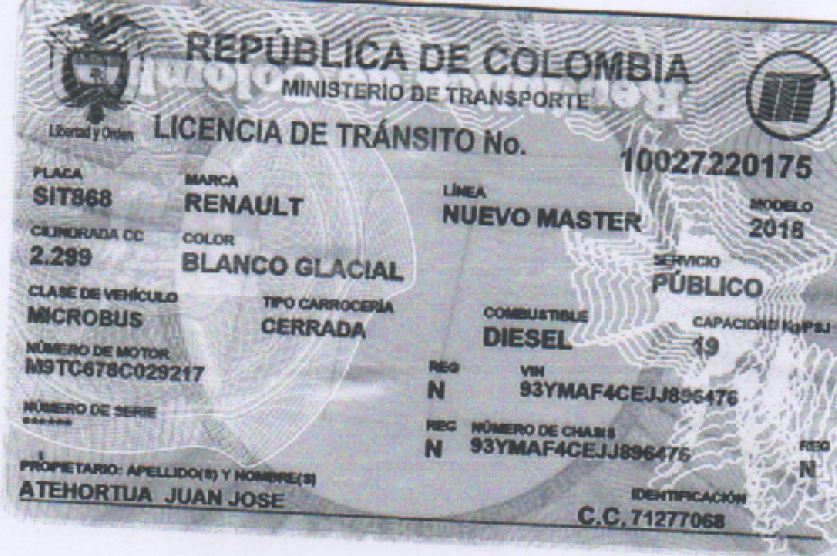 REPÚBLICA DE COLOMBIA
MINISTERIO DE TRANSPORTE
Libertad y Orden
LICENCIA DE TRÁNSITO No.
10027220175
PLACA MARCA LÍNEA MODELO
SIT868 RENAULT NUEVO MASTER 2018
CILINDRADA CC COLOR SERVICIO
2.299 BLANCO GLACIAL PÚBLICO
CLASE DE VEHÍCULO TIPO CARROCERÍA COMBUSTIBLE CAPACIDAD Kg/PSJ
MICROBUS CERRADA DIESEL 19
NÚMERO DE MOTOR REG VIN
M9TC678C029217 N 93YMAF4CEJJ896476
NÚMERO DE SERIE REG NÚMERO DE CHASIS REG
****** N 93YMAF4CEJJ896476 N
PROPIETARIO: APELLIDO(S) Y NOMBRE(S) IDENTIFICACIÓN
ATEHORTUA JUAN JOSE C.C. 71277068